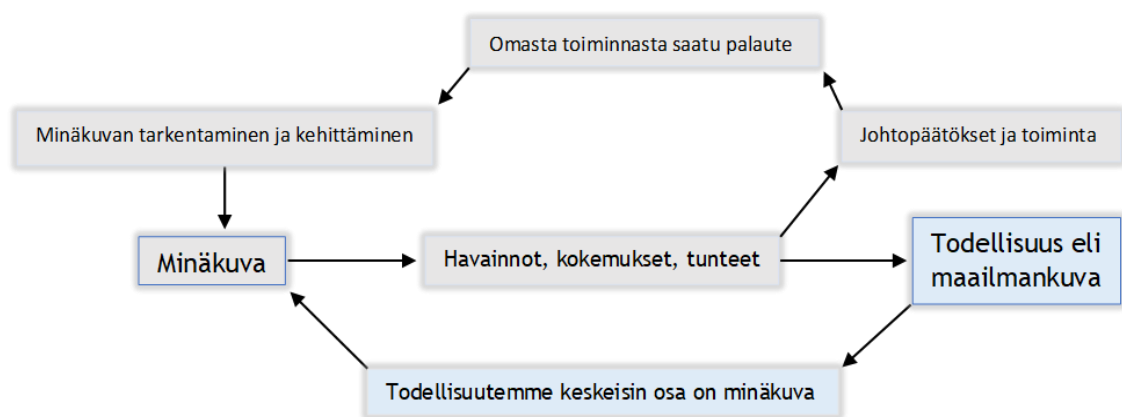 Omasta toiminnasta saatu palaute
Minäkuvan tarkentaminen ja kehittäminen
Johtopäätökset ja toiminta
Minäkuva
Havainnot, kokemukset, tunteet
Todellisuus eli
maailmankuva
Todellisuutemme keskeisin osa on minäkuva